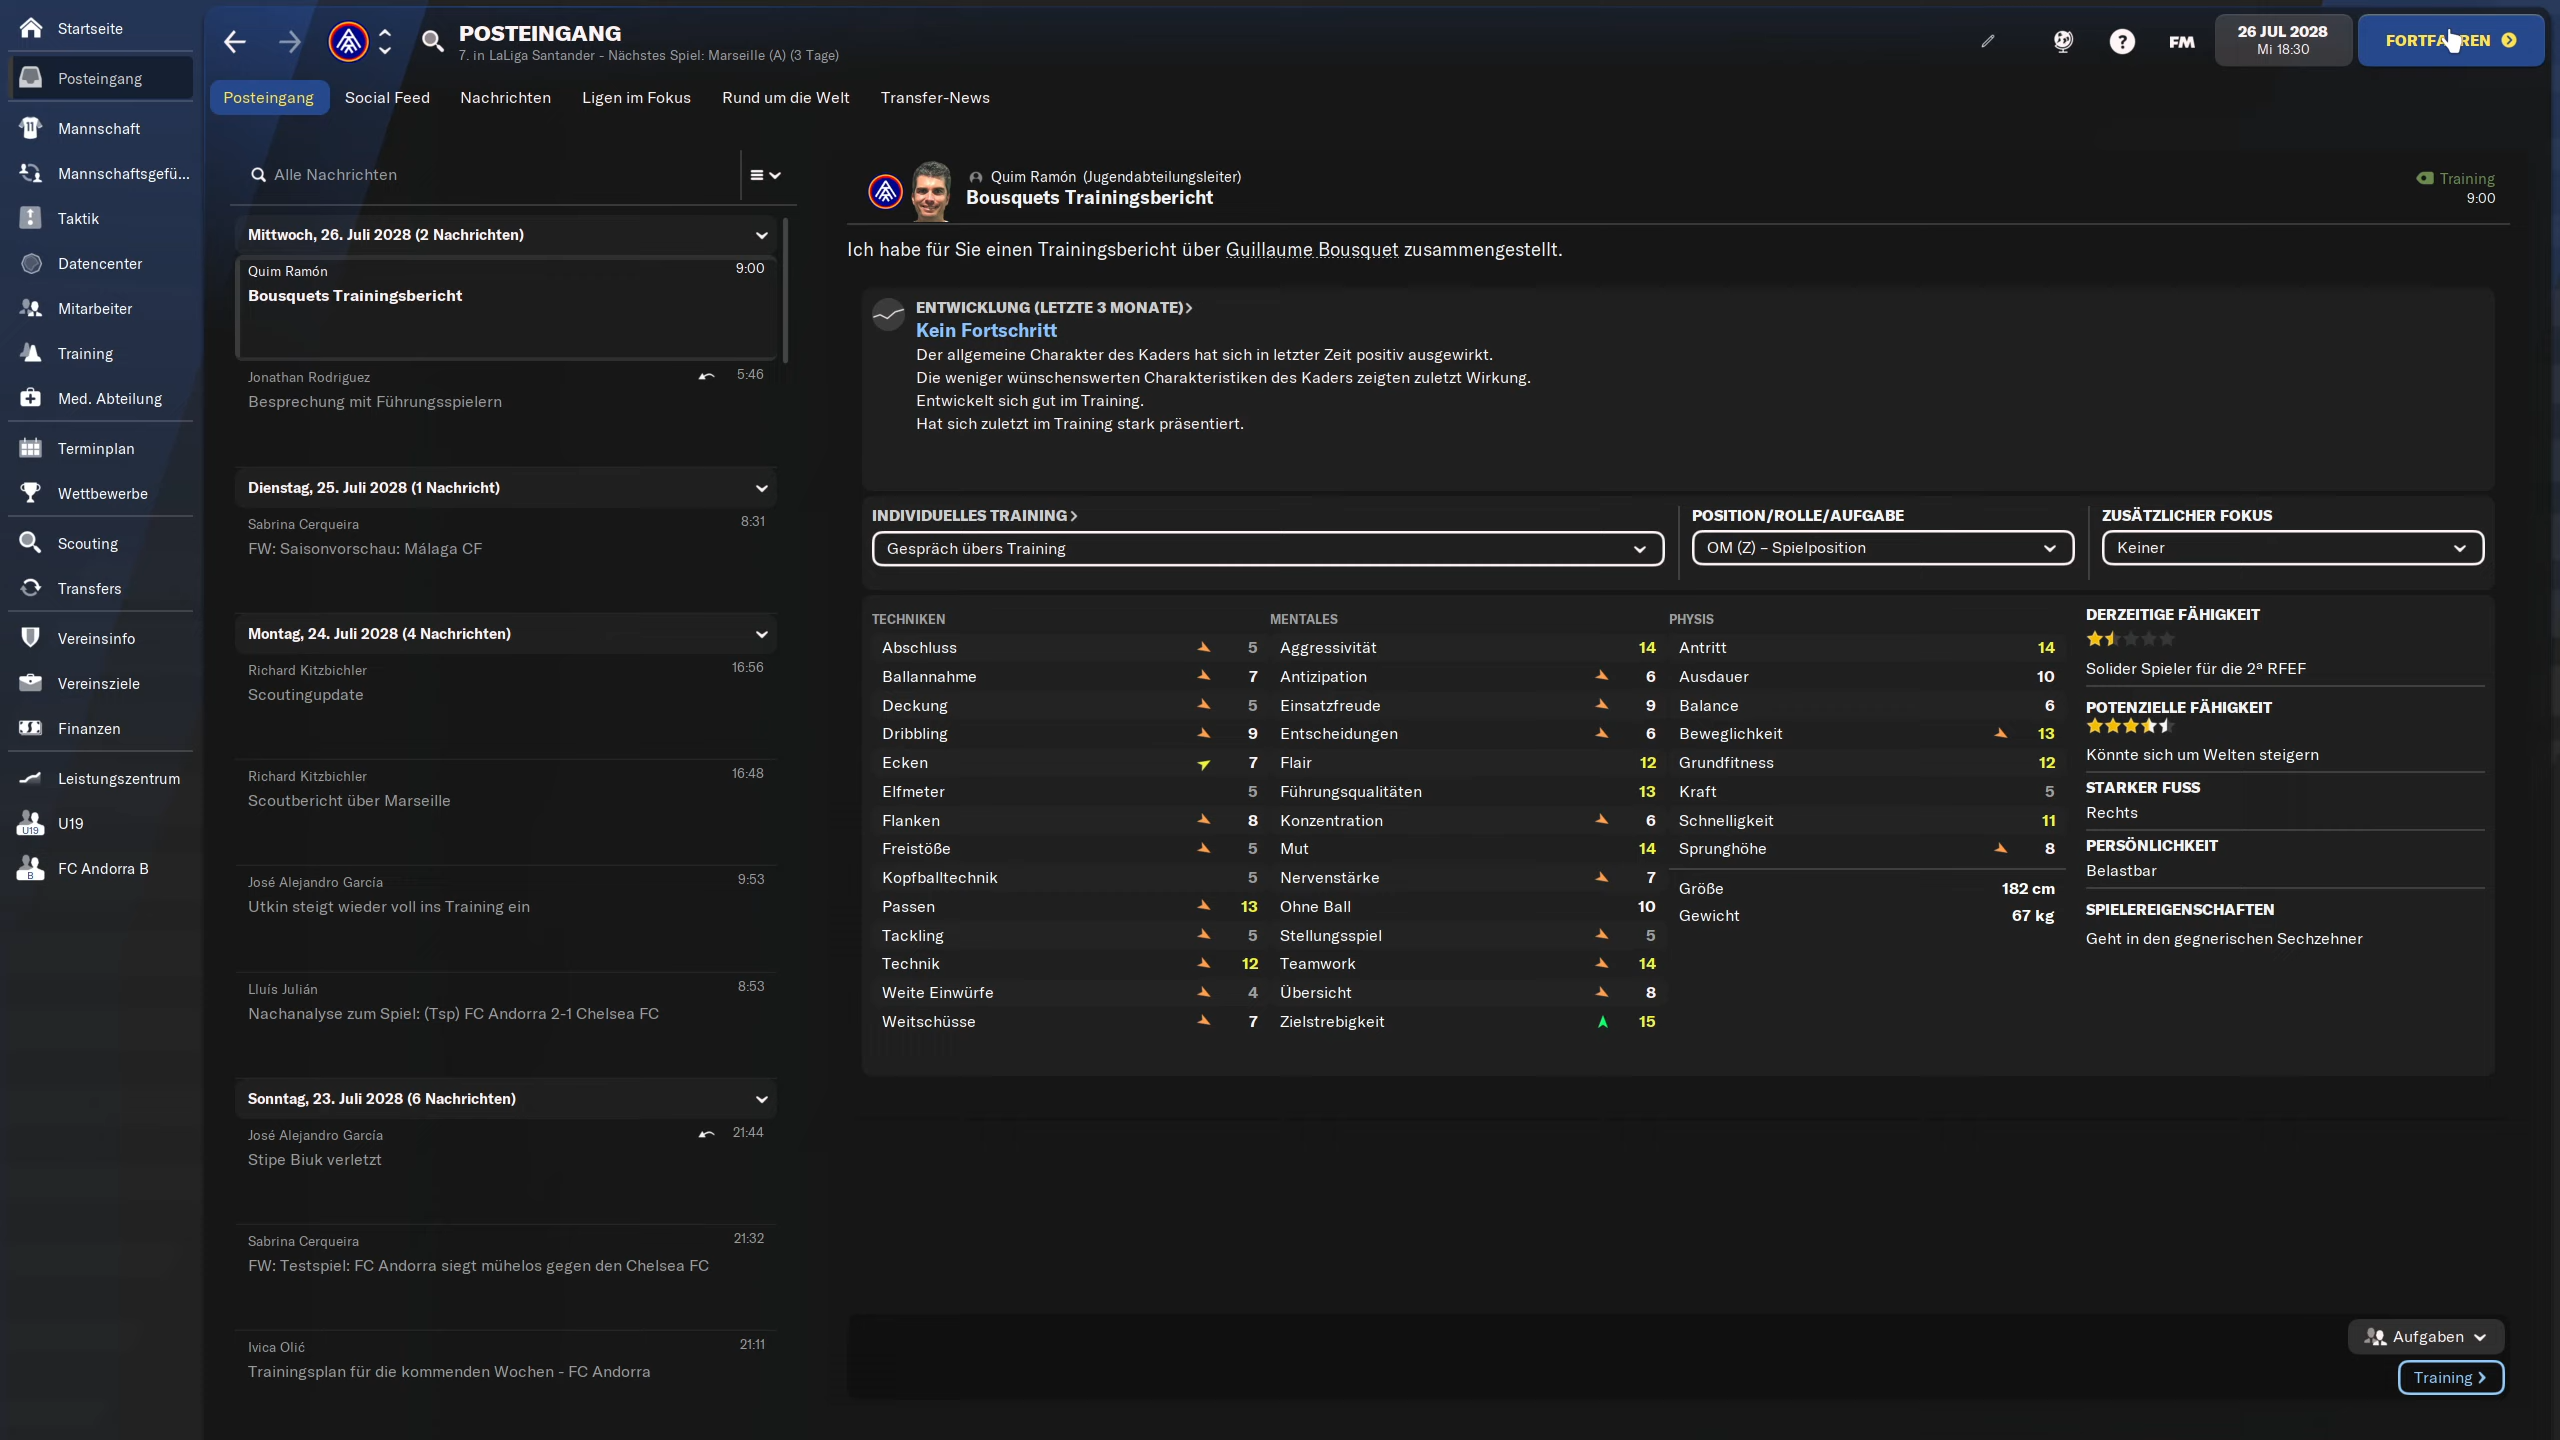 Startseite
Posteingang
Mannschaft
Mannschaftsgefü...
Taktik
Datencenter
Mitarbeiter
Training
Med. Abteilung
Terminplan
Wettbewerbe
Scouting
Transfers
Vereinsinfo
Vereinsziele
Finanzen
Leistungszentrum
U19
U19
B
FC Andorra B
POSTEINGANG
7. in LaLiga Santander - Nächstes Spiel: Marseille (A) (3 Tage)
FM
26 JUL 2028
Mi 18:30
Posteingang Social Feed Nachrichten Ligen im Fokus Rund um die Welt Transfer-News
Alle Nachrichten
Mittwoch, 26. Juli 2028 (2 Nachrichten)
Quim Ramón 9:00
Bousquets Trainingsbericht
Jonathan Rodriguez 5:46
Besprechung mit Führungsspielern
Dienstag, 25. Juli 2028 (1 Nachricht)
Sabrina Cerqueira 8:31
FW: Saisonvorschau: Málaga CF
Montag, 24. Juli 2028 (4 Nachrichten)
Richard Kitzbichler 16:56
Scoutingupdate
Richard Kitzbichler 16:48
Scoutbericht über Marseille
José Alejandro García 9:53
Utkin steigt wieder voll ins Training ein
Lluís Julián 8:53
Nachanalyse zum Spiel: (Tsp) FC Andorra 2-1 Chelsea FC
Sonntag, 23. Juli 2028 (6 Nachrichten)
José Alejandro García 21:44
Stipe Biuk verletzt
Sabrina Cerqueira 21:32
FW: Testspiel: FC Andorra siegt mühelos gegen den Chelsea FC
Ivica Olić 21:11
Trainingsplan für die kommenden Wochen - FC Andorra
Quim Ramón (Jugendabteilungsleiter)
Bousquets Trainingsbericht
Training
9:00
Ich habe für Sie einen Trainingsbericht über Guillaume Bousquet zusammengestellt.
ENTWICKLUNG (LETZTE 3 MONATE)>
Kein Fortschritt
Der allgemeine Charakter des Kaders hat sich in letzter Zeit positiv ausgewirkt.
Die weniger wünschenswerten Charakteristiken des Kaders zeigten zuletzt Wirkung.
Entwickelt sich gut im Training.
Hat sich zuletzt im Training stark präsentiert.
INDIVIDUELLES TRAINING >
Gespräch übers Training
POSITION/ROLLE/AUFGABE
OM (Z) – Spielposition
ZUSÄTZLICHER FOKUS
Keiner
TECHNIKEN
Abschluss 5
Ballannahme 7
Deckung 5
Dribbling 9
Ecken 7
Elfmeter 5
Flanken 8
Freistöße 5
Kopfballtechnik 5
Passen 13
Tackling 5
Technik 12
Weite Einwürfe 4
Weitschüsse 7
MENTALES
Aggressivität 14
Antizipation 6
Einsatzfreude 9
Entscheidungen 6
Flair 12
Führungsqualitäten 13
Konzentration 6
Mut 14
Nervenstärke 7
Ohne Ball 10
Stellungsspiel 5
Teamwork 14
Übersicht 8
Zielstrebigkeit 15
PHYSIS
Antritt 14
Ausdauer 10
Balance 6
Beweglichkeit 13
Grundfitness 12
Kraft 5
Schnelligkeit 11
Sprunghöhe 8
Größe 182 cm
Gewicht 67 kg
DERZEITIGE FÄHIGKEIT
Solider Spieler für die 2ª RFEF
POTENZIELLE FÄHIGKEIT
Könnte sich um Welten steigern
STARKER FUSS
Rechts
PERSÖNLICHKEIT
Belastbar
SPIELEREIGENSCHAFTEN
Geht in den gegnerischen Sechzehner
Aufgaben
Training >